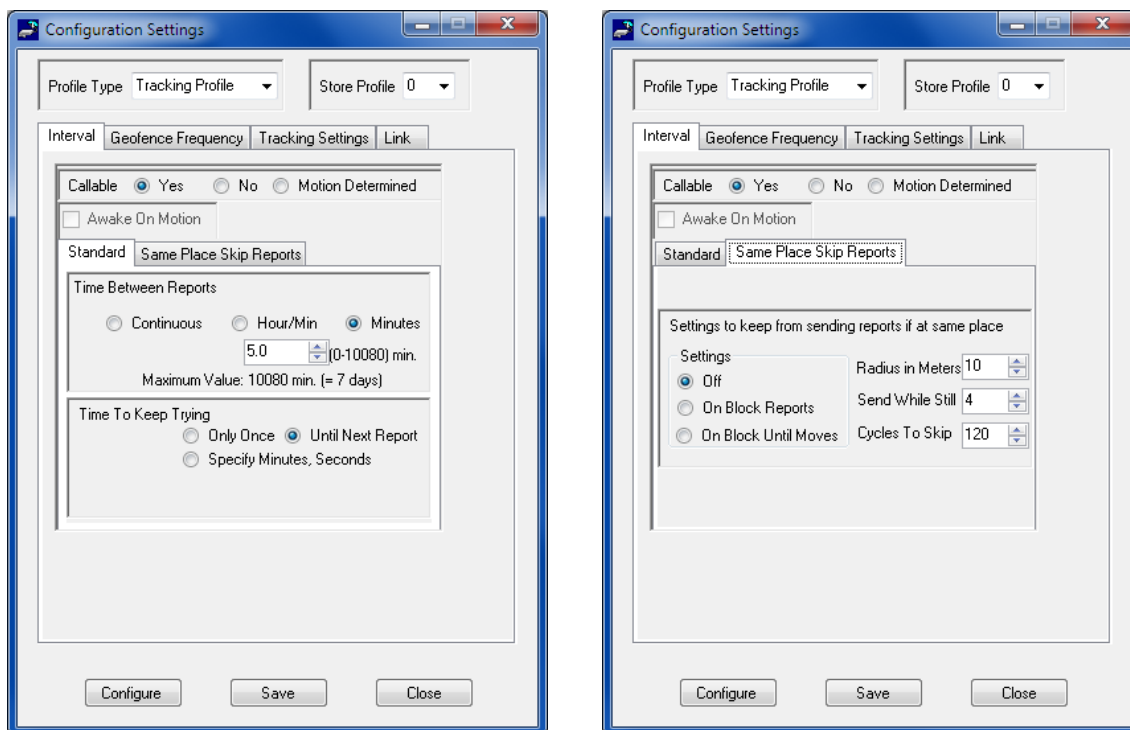 Configuration Settings
Profile Type Tracking Profile Store Profile 0
Interval Geofence Frequency Tracking Settings Link
Callable Yes No Motion Determined
Awake On Motion
Standard Same Place Skip Reports
Time Between Reports
Continuous Hour/Min Minutes
5.0 (0-10080) min.
Maximum Value: 10080 min. (= 7 days)
Time To Keep Trying
Only Once Until Next Report
Specify Minutes, Seconds
Configure Save Close
Configuration Settings
Profile Type Tracking Profile Store Profile 0
Interval Geofence Frequency Tracking Settings Link
Callable Yes No Motion Determined
Awake On Motion
Standard Same Place Skip Reports
Settings to keep from sending reports if at same place
Settings
Off
On Block Reports
On Block Until Moves
Radius in Meters 10
Send While Still 4
Cycles To Skip 120
Configure Save Close